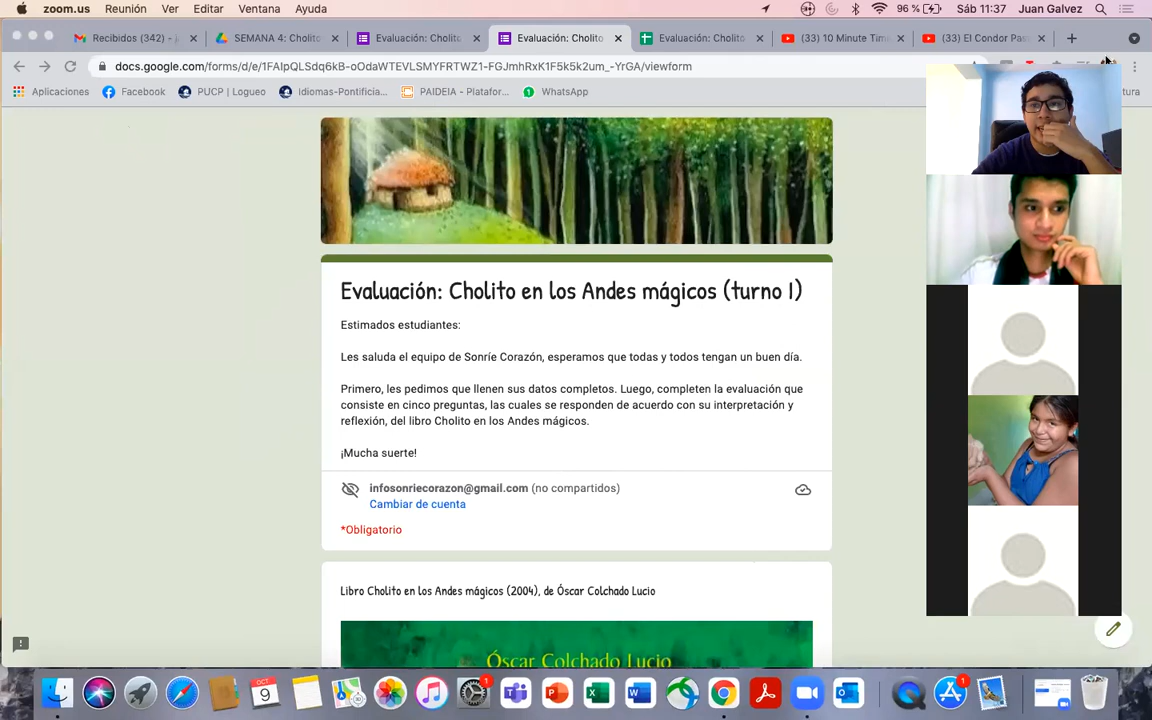 zoom.us Reunión Ver Editar Ventana Ayuda 96 % Sáb 11:37 Juan Galvez
Recibidos (342) - j SEMANA 4: Cholito Evaluación: Cholito Evaluación: Cholito Evaluación: Cholito (33) 10 Minute Tim (33) El Condor Pas
docs.google.com/forms/d/e/1FAIpQLSdq6kB-oOdaWTEVLSMYFRTWZ1-FGJmhRxK1F5k5k2um_-YrGA/viewform
Aplicaciones Facebook PUCP | Logueo Idiomas-Pontificia... PAIDEIA - Platafor... WhatsApp
Evaluación: Cholito en los Andes mágicos (turno 1)
Estimados estudiantes:
Les saluda el equipo de Sonríe Corazón, esperamos que todas y todos tengan un buen día.
Primero, les pedimos que llenen sus datos completos. Luego, completen la evaluación que
consiste en cinco preguntas, las cuales se responden de acuerdo con su interpretación y
reflexión, del libro Cholito en los Andes mágicos.
¡Mucha suerte!
infosonriecorazon@gmail.com (no compartidos)
Cambiar de cuenta
*Obligatorio
Libro Cholito en los Andes mágicos (2004), de Óscar Colchado Lucio
Óscar Colchado Lucio
OCT
9